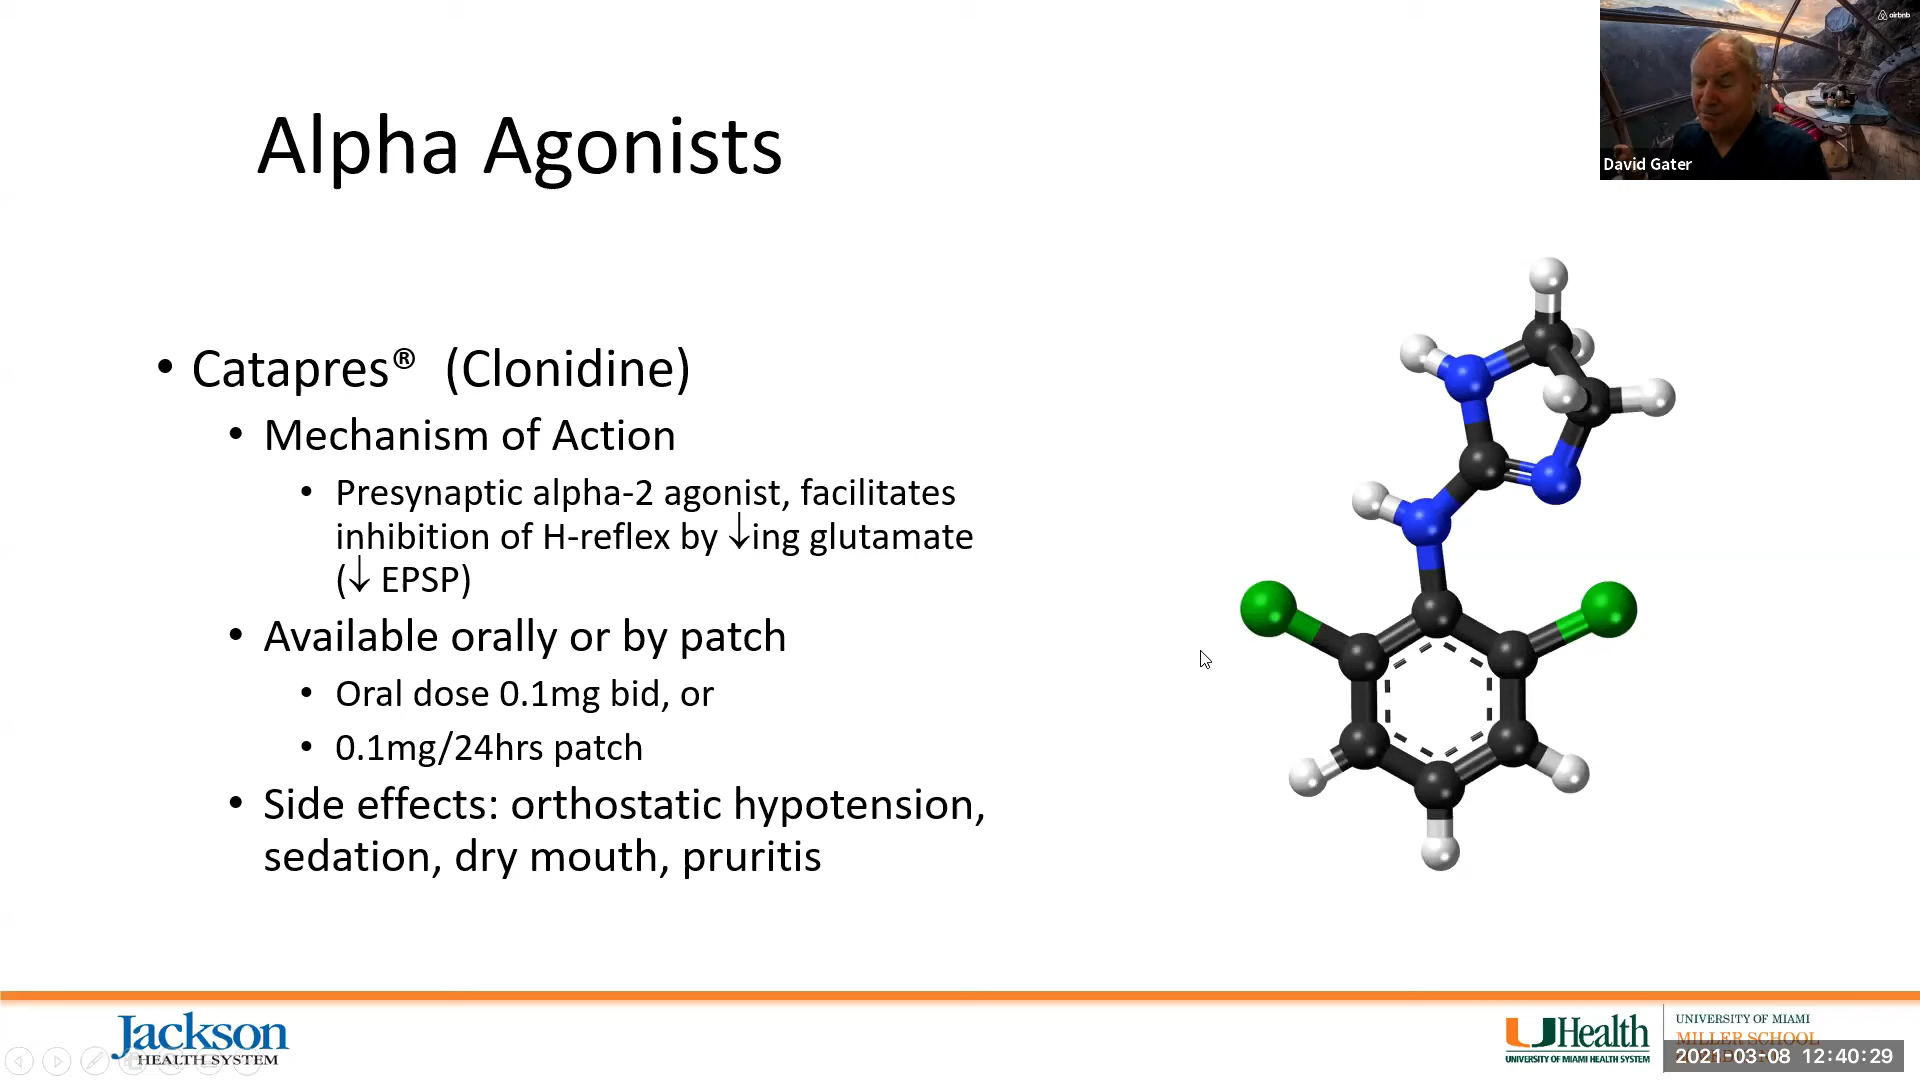 airbnb
David Gater
Alpha Agonists
• Catapres® (Clonidine)
• Mechanism of Action
• Presynaptic alpha-2 agonist, facilitates
inhibition of H-reflex by ↓ing glutamate
(↓ EPSP)
• Available orally or by patch
• Oral dose 0.1mg bid, or
• 0.1mg/24hrs patch
• Side effects: orthostatic hypotension,
sedation, dry mouth, pruritis
Jackson
HEALTH SYSTEM
UHealth
UNIVERSITY OF MIAMI HEALTH SYSTEM
UNIVERSITY OF MIAMI
MILLER SCHOOL
2021-03-08 12:40:29